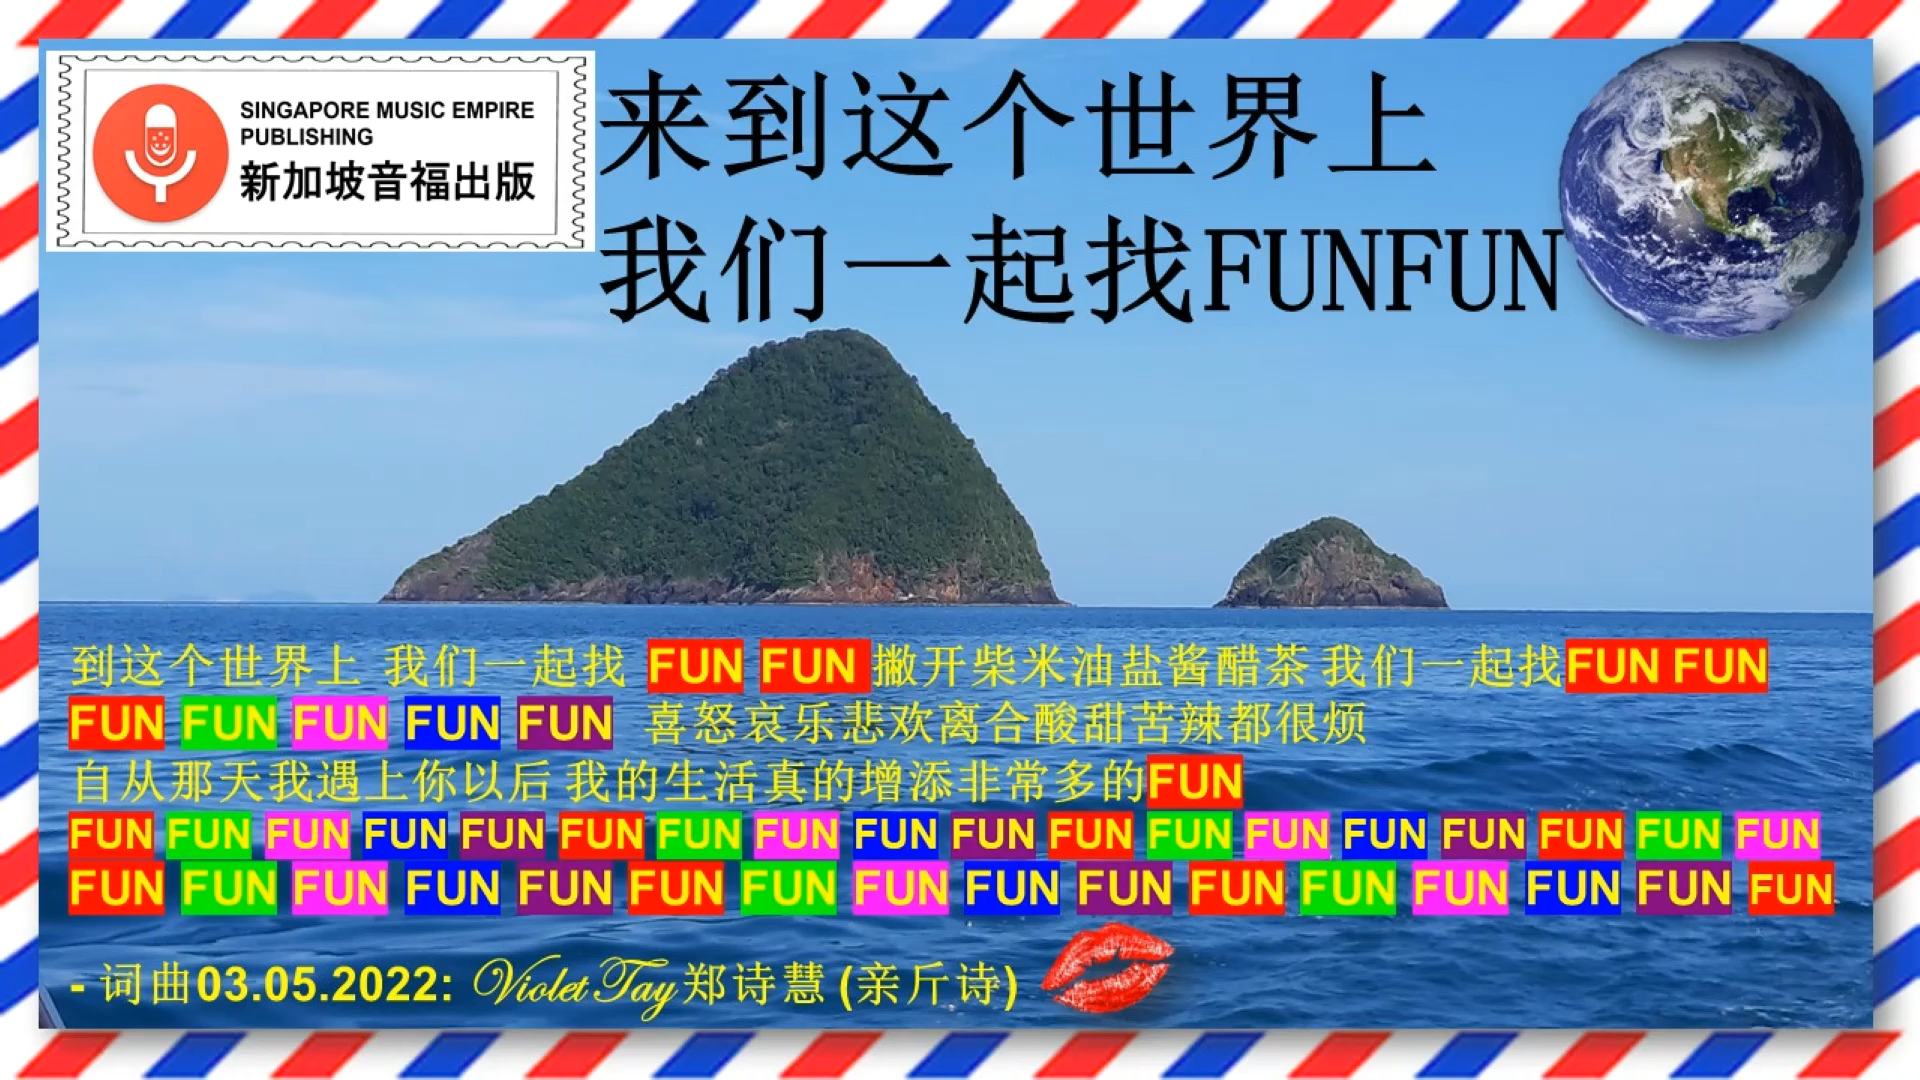 SINGAPORE MUSIC EMPIRE
PUBLISHING
新加坡音福出版
来到这个世界上
我们一起找FUNFUN
到这个世界上 我们一起找 FUN FUN 撇开柴米油盐酱醋茶 我们一起找FUN FUN
FUN FUN FUN FUN FUN 喜怒哀乐悲欢离合酸甜苦辣都很烦
自从那天我遇上你以后 我的生活真的增添非常多的FUN
FUN FUN FUN FUN FUN FUN FUN FUN FUN FUN FUN FUN FUN FUN FUN FUN FUN FUN
FUN FUN FUN FUN FUN FUN FUN FUN FUN FUN FUN FUN FUN FUN FUN FUN
- 词曲03.05.2022: Violet Tay 郑诗慧 (亲斤诗)